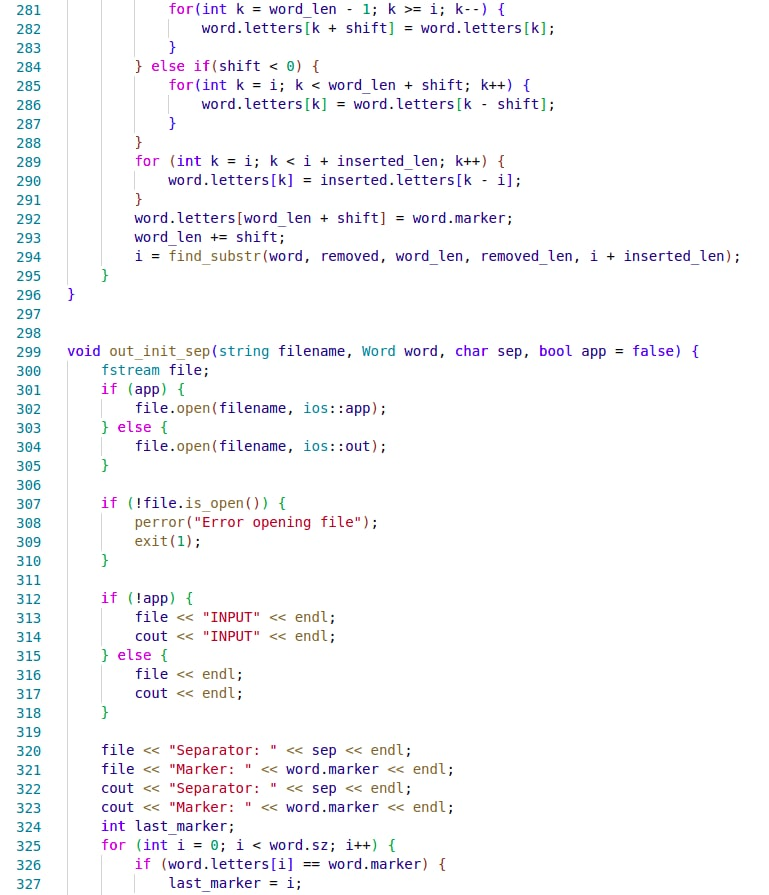 281 for(int k = word_len - 1; k >= i; k--) {
282 word.letters[k + shift] = word.letters[k];
283 }
284 } else if(shift < 0) {
285 for(int k = i; k < word_len + shift; k++) {
286 word.letters[k] = word.letters[k - shift];
287 }
288 }
289 for (int k = i; k < i + inserted_len; k++) {
290 word.letters[k] = inserted.letters[k - i];
291 }
292 word.letters[word_len + shift] = word.marker;
293 word_len += shift;
294 i = find_substr(word, removed, word_len, removed_len, i + inserted_len);
295 }
296 }
297
298
299 void out_init_sep(string filename, Word word, char sep, bool app = false) {
300 fstream file;
301 if (app) {
302 file.open(filename, ios::app);
303 } else {
304 file.open(filename, ios::out);
305 }
306
307 if (!file.is_open()) {
308 perror("Error opening file");
309 exit(1);
310 }
311
312 if (!app) {
313 file << "INPUT" << endl;
314 cout << "INPUT" << endl;
315 } else {
316 file << endl;
317 cout << endl;
318 }
319
320 file << "Separator: " << sep << endl;
321 file << "Marker: " << word.marker << endl;
322 cout << "Separator: " << sep << endl;
323 cout << "Marker: " << word.marker << endl;
324 int last_marker;
325 for (int i = 0; i < word.sz; i++) {
326 if (word.letters[i] == word.marker) {
327 last_marker = i;